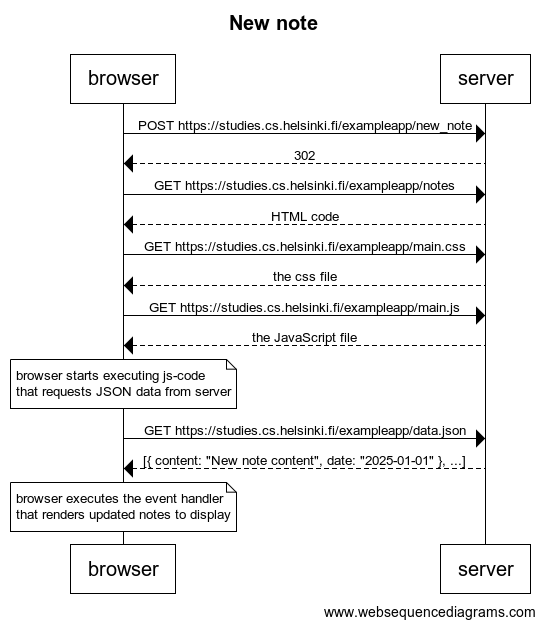 New note
browser
server
POST https://studies.cs.helsinki.fi/exampleapp/new_note
302
GET https://studies.cs.helsinki.fi/exampleapp/notes
HTML code
GET https://studies.cs.helsinki.fi/exampleapp/main.css
the css file
GET https://studies.cs.helsinki.fi/exampleapp/main.js
the JavaScript file
browser starts executing js-code
that requests JSON data from server
GET https://studies.cs.helsinki.fi/exampleapp/data.json
[{ content: "New note content", date: "2025-01-01" }, ...]
browser executes the event handler
that renders updated notes to display
browser
server
www.websequencediagrams.com